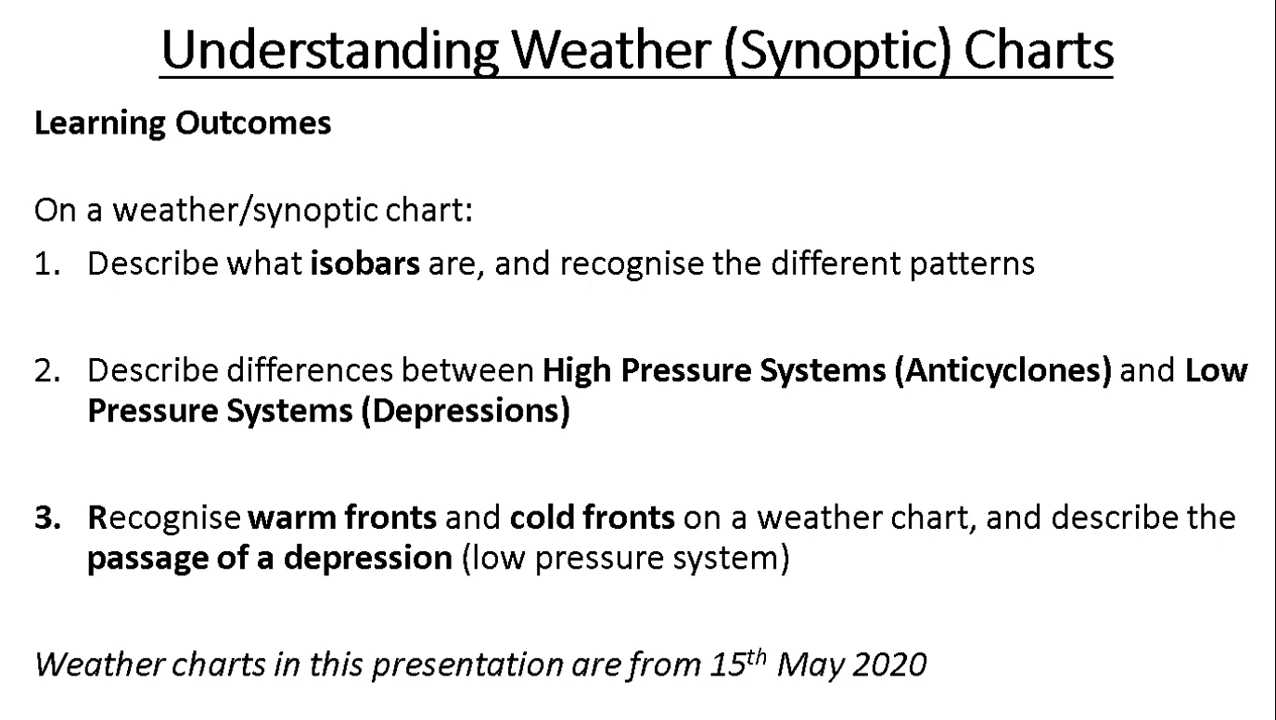 Understanding Weather (Synoptic) Charts
Learning Outcomes
On a weather/synoptic chart:
1. Describe what isobars are, and recognise the different patterns
2. Describe differences between High Pressure Systems (Anticyclones) and Low
Pressure Systems (Depressions)
3. Recognise warm fronts and cold fronts on a weather chart, and describe the
passage of a depression (low pressure system)
Weather charts in this presentation are from 15th May 2020